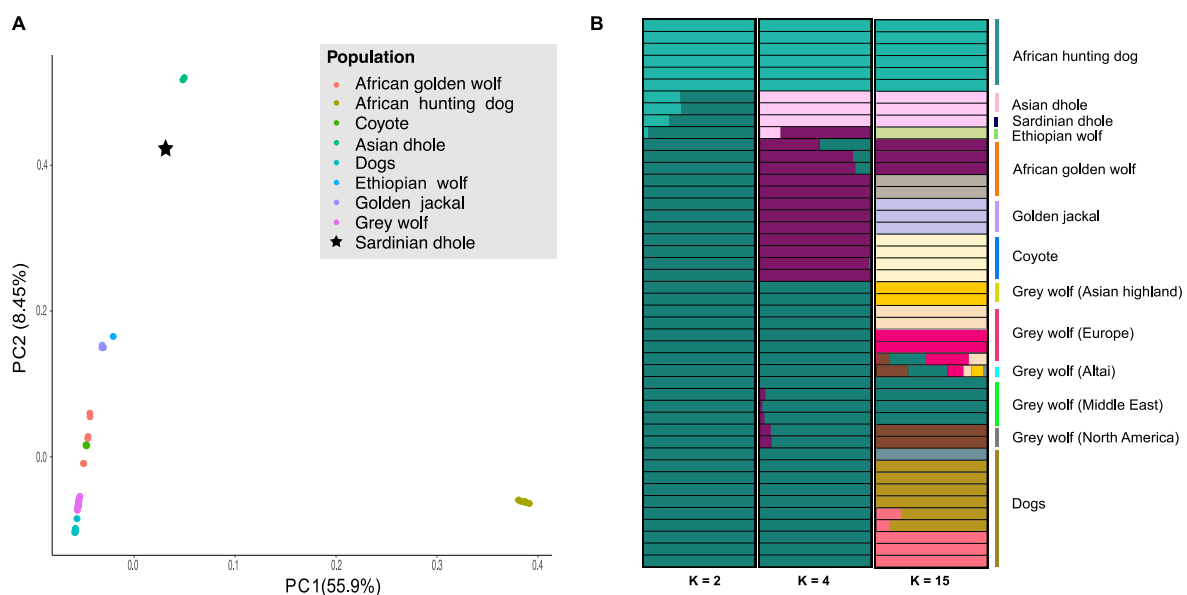 A
Population
African golden wolf
African hunting dog
Coyote
Asian dhole
Dogs
Ethiopian wolf
Golden jackal
Grey wolf
Sardinian dhole
PC2 (8.45%)
0.4
0.2
0.0
0.0
0.1
0.2
0.3
0.4
PC1(55.9%)
B
African hunting dog
Asian dhole
Sardinian dhole
Ethiopian wolf
African golden wolf
Golden jackal
Coyote
Grey wolf (Asian highland)
Grey wolf (Europe)
Grey wolf (Altai)
Grey wolf (Middle East)
Grey wolf (North America)
Dogs
K = 2
K = 4
K = 15